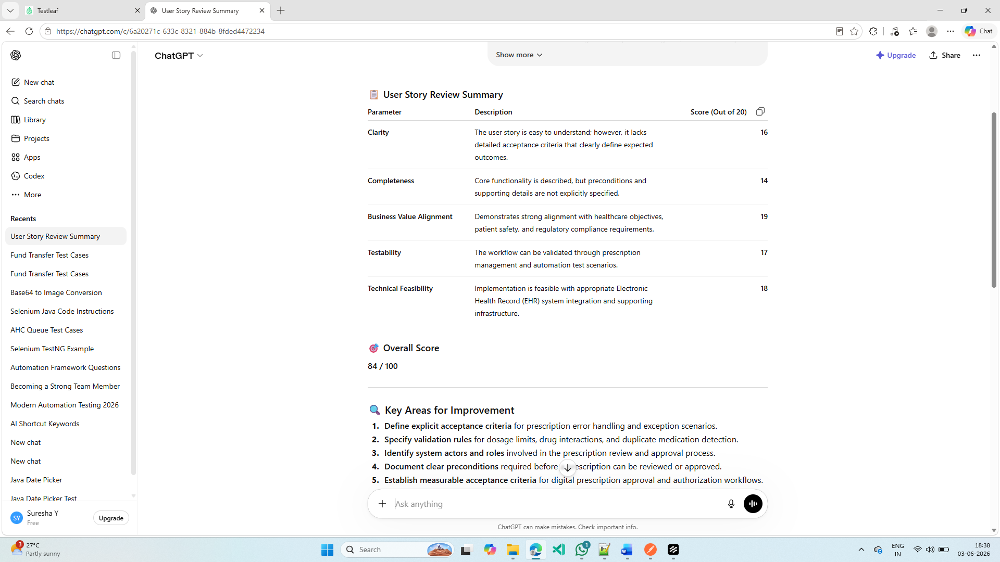 Testleaf
User Story Review Summary
https://chatgpt.com/c/6a20271c-633c-8321-884b-8fded4472234
Chat
ChatGPT
Show more
Upgrade
Share
New chat
Search chats
Library
Projects
Apps
Codex
More
Recents
User Story Review Summary
Fund Transfer Test Cases
Fund Transfer Test Cases
Base64 to Image Conversion
Selenium Java Code Instructions
AHC Queue Test Cases
Selenium TestNG Example
Automation Framework Questions
Becoming a Strong Team Member
Modern Automation Testing 2026
AI Shortcut Keywords
New chat
New chat
Java Date Picker
Java Date Picker Test
SY
Suresha Y
Free
Upgrade
User Story Review Summary
Parameter Description Score (Out of 20)
Clarity The user story is easy to understand; however, it lacks 16
detailed acceptance criteria that clearly define expected
outcomes.
Completeness Core functionality is described, but preconditions and 14
supporting details are not explicitly specified.
Business Value Alignment Demonstrates strong alignment with healthcare objectives, 19
patient safety, and regulatory compliance requirements.
Testability The workflow can be validated through prescription 17
management and automation test scenarios.
Technical Feasibility Implementation is feasible with appropriate Electronic 18
Health Record (EHR) system integration and supporting
infrastructure.
Overall Score
84 / 100
Key Areas for Improvement
1. Define explicit acceptance criteria for prescription error handling and exception scenarios.
2. Specify validation rules for dosage limits, drug interactions, and duplicate medication detection.
3. Identify system actors and roles involved in the prescription review and approval process.
4. Document clear preconditions required before escription can be reviewed or approved.
5. Establish measurable acceptance criteria for digital prescription approval and authorization workflows.
Ask anything
ChatGPT can make mistakes. Check important info.
3
27°C
Partly sunny
Search
1
ENG
IN
18:38
03-06-2026